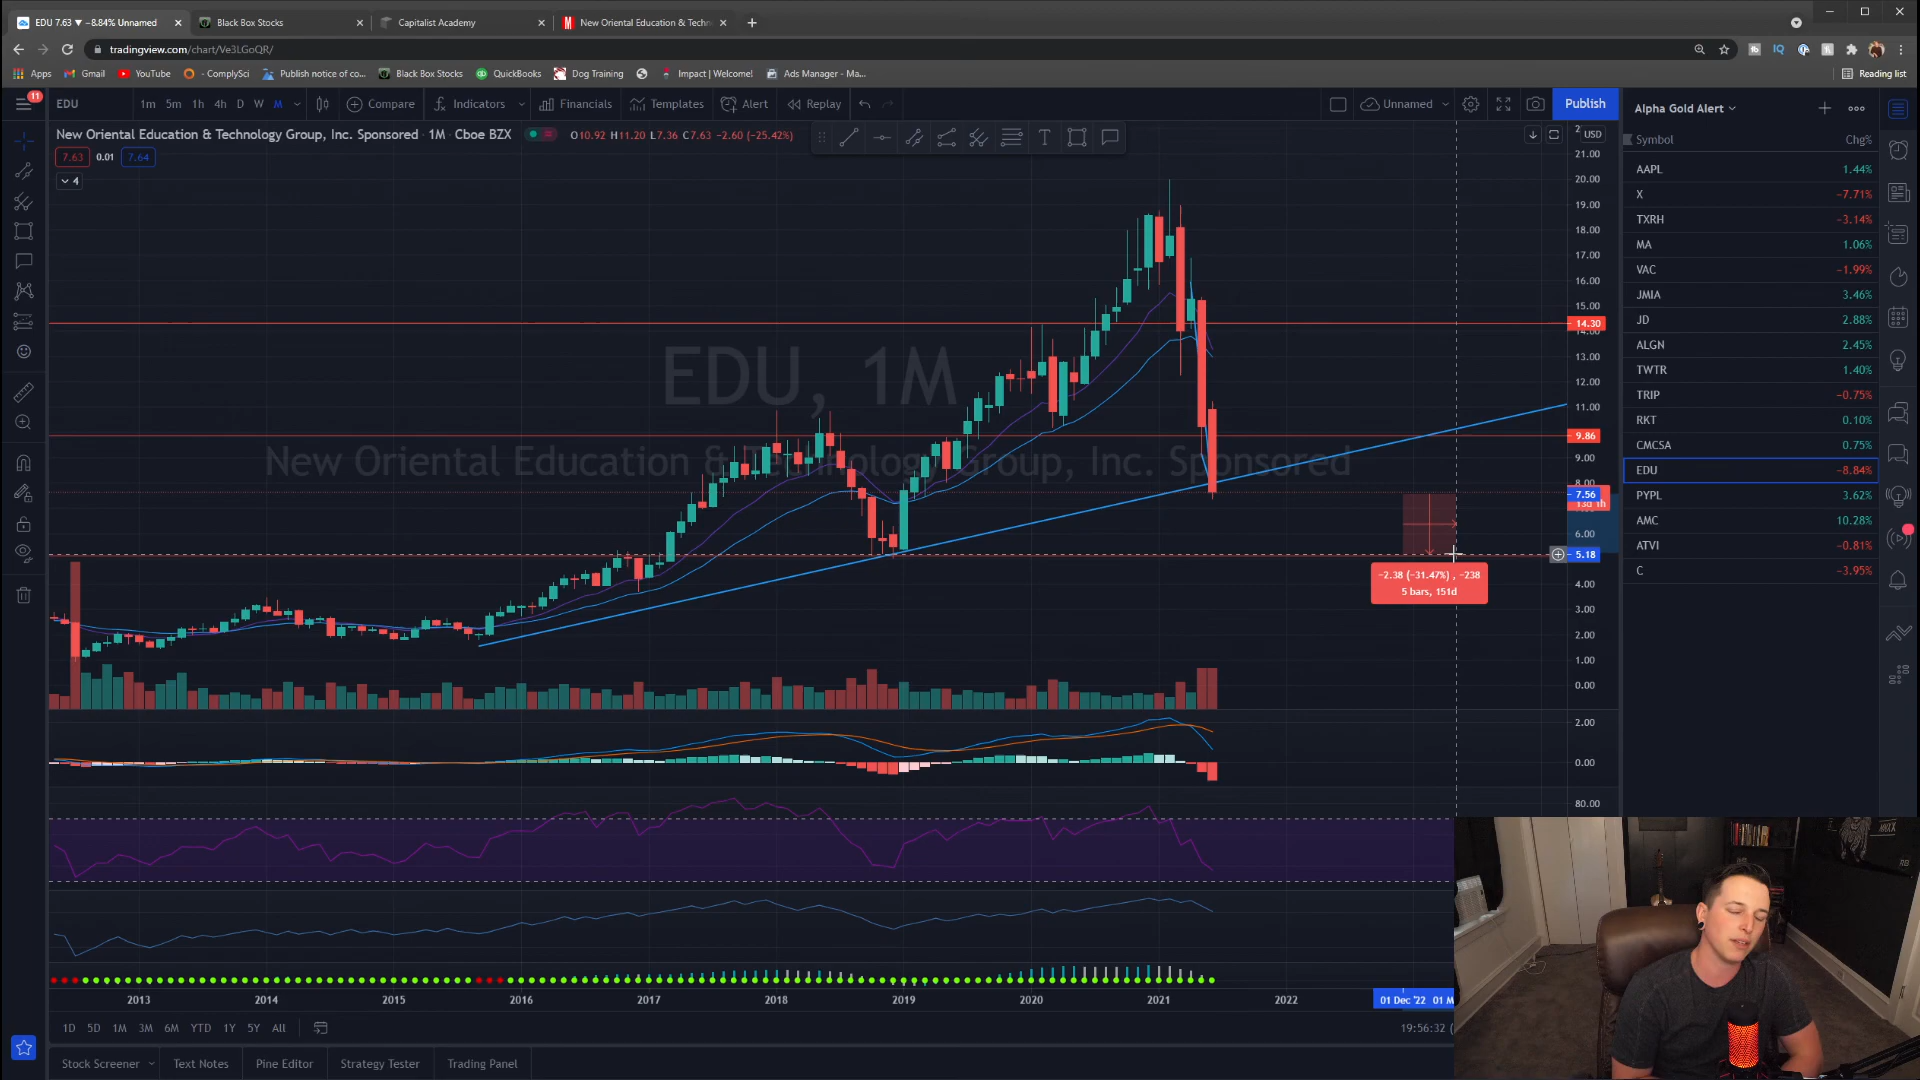 EDU 7.63 ▼ −8.84% Unnamed
Black Box Stocks
Capitalist Academy
New Oriental Education & Techn
tradingview.com/chart/Ve3LGoQR/
Apps
Gmail
YouTube
- ComplySci
Publish notice of co...
Black Box Stocks
QuickBooks
Dog Training
Impact | Welcome!
Ads Manager - Ma...
Reading list
11
EDU
1m 5m 1h 4h D W M
Compare
Indicators
Financials
Templates
Alert
Replay
Unnamed
Publish
Alpha Gold Alert
New Oriental Education & Technology Group, Inc. Sponsored · 1M · Cboe BZX
O10.92 H11.20 L7.36 C7.63 −2.60 (−25.42%)
7.63 0.01 7.64
4
USD
21.00
20.00
19.00
18.00
17.00
16.00
15.00
14.30
14.00
13.00
12.00
11.00
9.86
9.00
8.00
7.56
13d 1h
6.00
5.18
4.00
3.00
2.00
1.00
0.00
2.00
0.00
80.00
EDU, 1M
New Oriental Education & Technology Group, Inc. Sponsored
−2.38 (−31.47%) , −238
5 bars, 151d
Symbol Chg%
AAPL 1.44%
X −7.71%
TXRH −3.14%
MA 1.06%
VAC −1.99%
JMIA 3.46%
JD 2.88%
ALGN 2.45%
TWTR 1.40%
TRIP −0.75%
RKT 0.10%
CMCSA 0.75%
EDU −8.84%
PYPL 3.62%
AMC 10.28%
ATVI −0.81%
C −3.95%
2013 2014 2015 2016 2017 2018 2019 2020 2021 2022
01 Dec '22 01 M
1D 5D 1M 3M 6M YTD 1Y 5Y All
19:56:32 (
Stock Screener
Text Notes
Pine Editor
Strategy Tester
Trading Panel